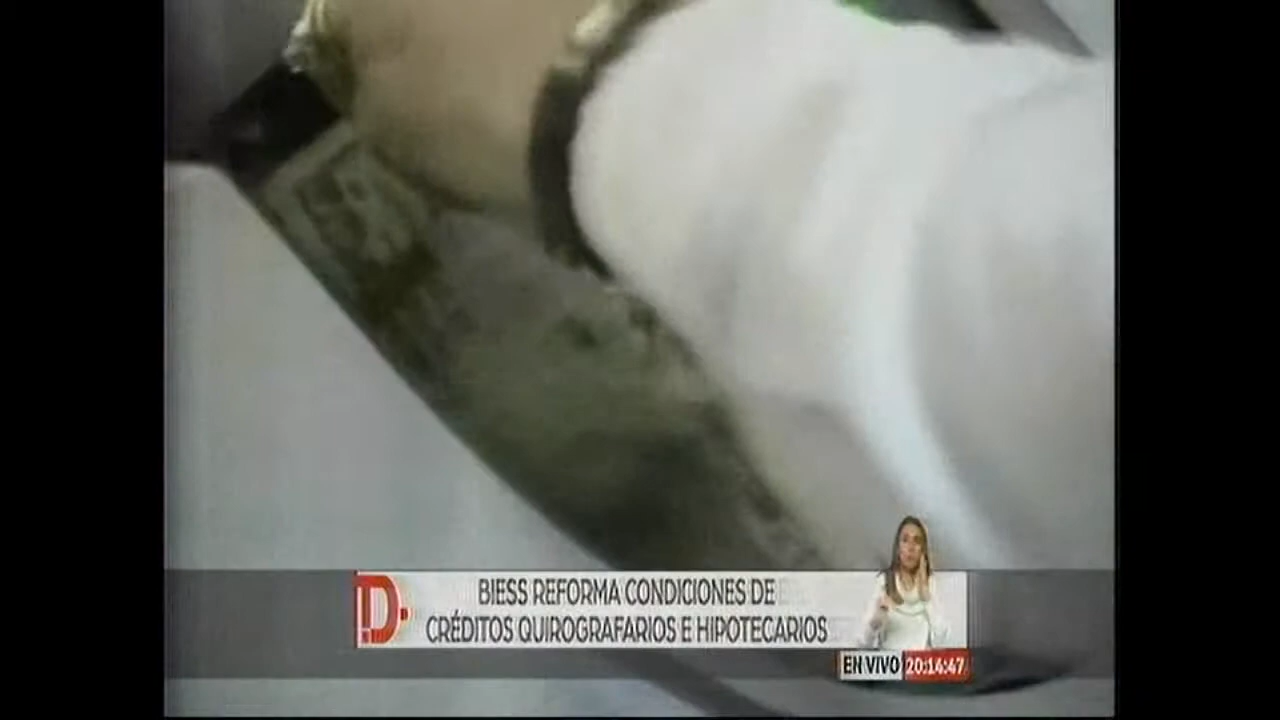 BIESS REFORMA CONDICIONES DE
CRÉDITOS QUIROGRAFARIOS E HIPOTECARIOS
EN VIVO 20:14:47